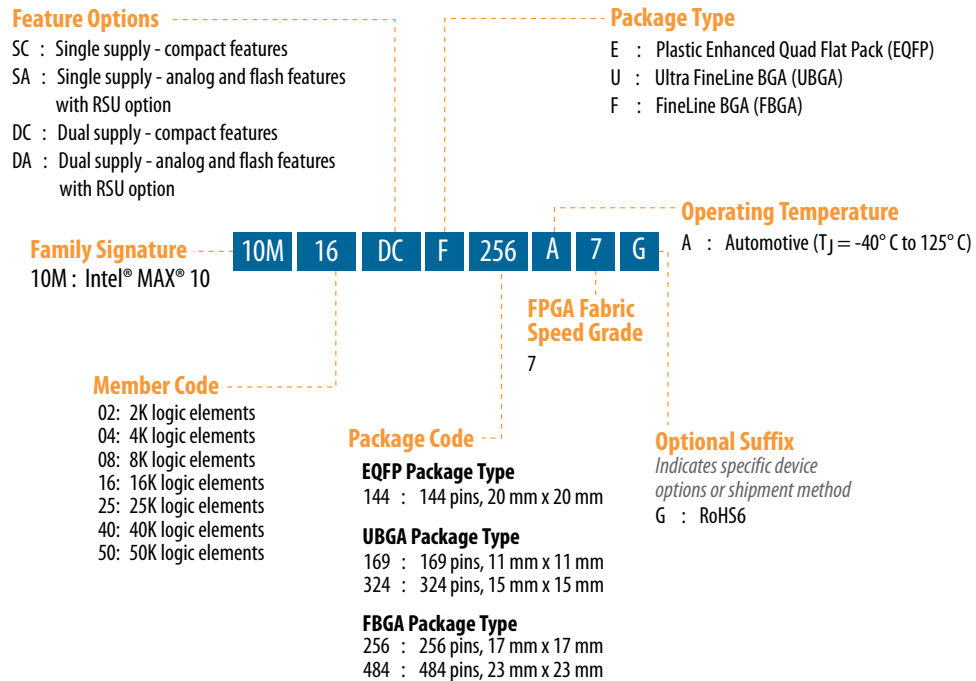 Feature Options
SC : Single supply - compact features
SA : Single supply - analog and flash features
with RSU option
DC : Dual supply - compact features
DA : Dual supply - analog and flash features
with RSU option
Package Type
E : Plastic Enhanced Quad Flat Pack (EQFP)
U : Ultra FineLine BGA (UBGA)
F : FineLine BGA (FBGA)
Operating Temperature
A : Automotive (TJ = -40° C to 125° C)
Family Signature
10M : Intel® MAX® 10
10M 16 DC F 256 A 7 G
FPGA Fabric
Speed Grade
7
Member Code
02: 2K logic elements
04: 4K logic elements
08: 8K logic elements
16: 16K logic elements
25: 25K logic elements
40: 40K logic elements
50: 50K logic elements
Package Code
EQFP Package Type
144 : 144 pins, 20 mm x 20 mm
UBGA Package Type
169 : 169 pins, 11 mm x 11 mm
324 : 324 pins, 15 mm x 15 mm
FBGA Package Type
256 : 256 pins, 17 mm x 17 mm
484 : 484 pins, 23 mm x 23 mm
Optional Suffix
Indicates specific device
options or shipment method
G : RoHS6